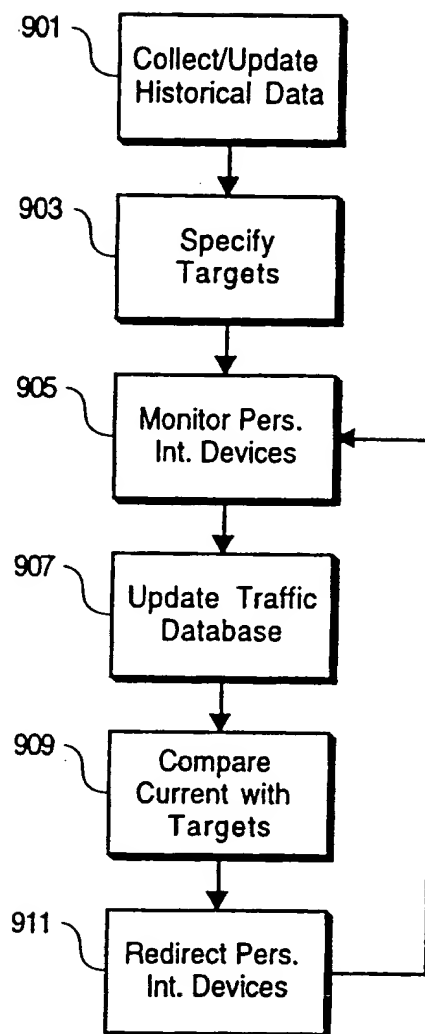 901
Collect/Update
Historical Data
903
Specify
Targets
905
Monitor Pers.
Int. Devices
907
Update Traffic
Database
909
Compare
Current with
Targets
911
Redirect Pers.
Int. Devices